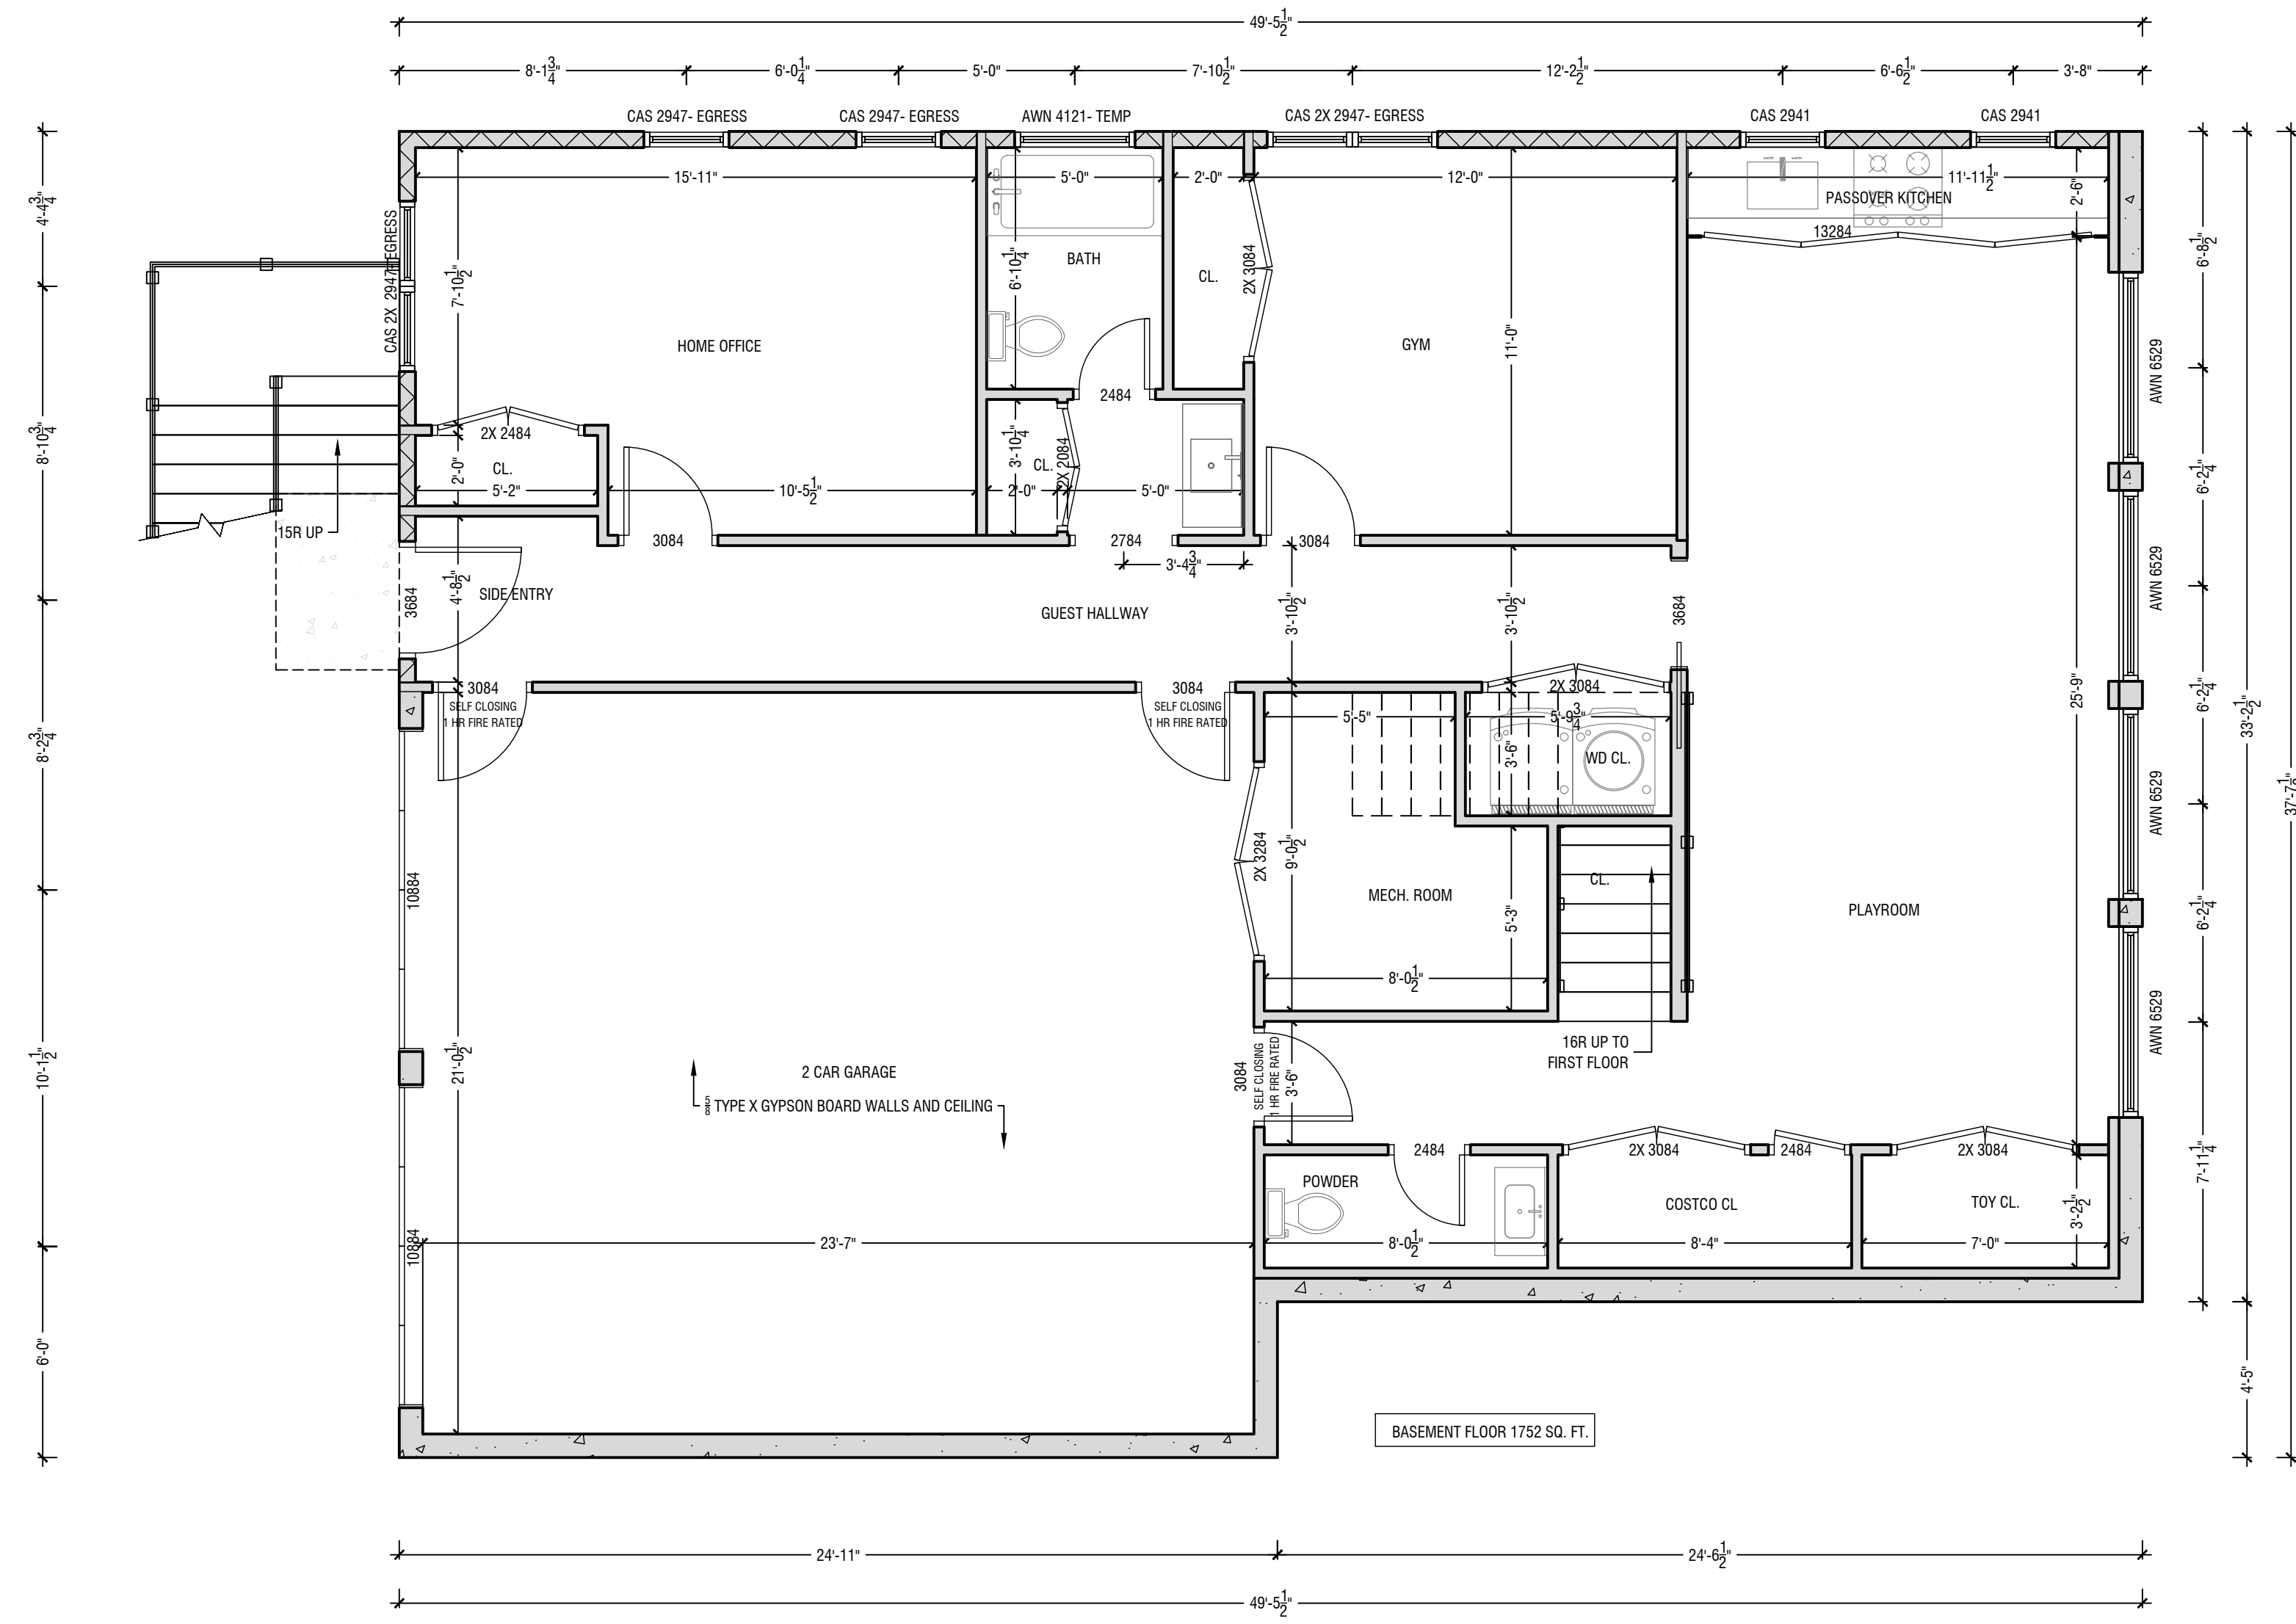 49'-5 1/2"
8'-1 3/4"
6'-0 1/4"
5'-0"
7'-10 1/2"
12'-2 1/2"
6'-6 1/2"
3'-8"
CAS 2947- EGRESS
CAS 2947- EGRESS
AWN 4121- TEMP
CAS 2X 2947- EGRESS
CAS 2941
CAS 2941
15'-11"
5'-0"
2'-0"
12'-0"
11'-11 1/2"
2'-6"
PASSOVER KITCHEN
13284
4'-4 3/4"
CAS 2X 2947- EGRESS
7'-10 1/2"
6'-10 1/4"
BATH
CL.
2X 3084
6'-8 1/2"
HOME OFFICE
GYM
11'-0"
AWN 6529
2484
8'-10 3/4"
2X 2484
CL.
5'-2"
2'-0"
10'-5 1/2"
3'-10 1/4"
CL.
2X 2084
2'-0"
5'-0"
6'-2 1/4"
15R UP
3084
2784
3084
3'-4 3/4"
3684
4'-8 1/2"
SIDE ENTRY
GUEST HALLWAY
3'-10 1/2"
3'-10 1/2"
3684
AWN 6529
3084
SELF CLOSING
1 HR FIRE RATED
3084
SELF CLOSING
1 HR FIRE RATED
2X 3084
5'-5"
5'-9 3/4"
3'-6"
WD CL.
25'-9"
6'-2 1/4"
33'-2 1/2"
8'-2 3/4"
37'-7 1/2"
AWN 6529
10884
2X 3284
9'-0 1/2"
MECH. ROOM
CL.
5'-3"
PLAYROOM
6'-2 1/4"
8'-0 1/2"
AWN 6529
16R UP TO
FIRST FLOOR
10'-1 1/2"
21'-0 1/2"
2 CAR GARAGE
5/8 TYPE X GYPSON BOARD WALLS AND CEILING
3084
SELF CLOSING
1 HR FIRE RATED
3'-6"
2484
2X 3084
2484
2X 3084
7'-11 1/4"
POWDER
COSTCO CL
TOY CL.
3'-2 1/2"
10884
23'-7"
8'-0 1/2"
8'-4"
7'-0"
6'-0"
4'-5"
BASEMENT FLOOR 1752 SQ. FT.
24'-11"
24'-6 1/2"
49'-5 1/2"